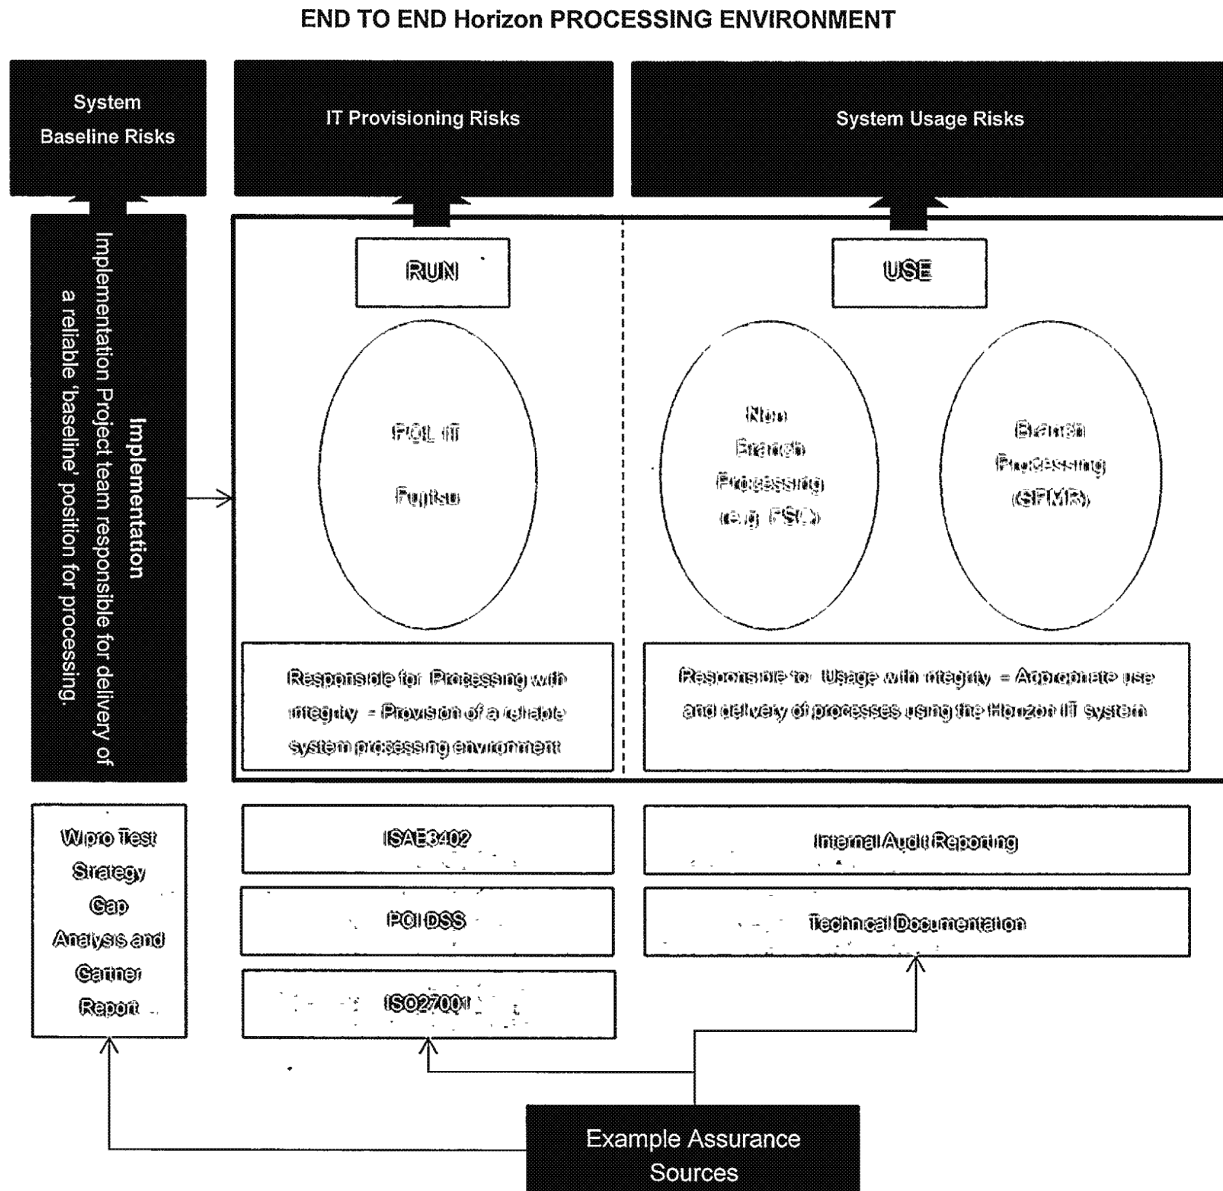 END TO END Horizon PROCESSING ENVIRONMENT
System
Baseline Risks
IT Provisioning Risks
System Usage Risks
Implementation
Implementation Project team responsible for delivery of
a reliable 'baseline' position for processing.
RUN
USE
POL IT
Fujitsu
Non
Branch
Processing
(e.g. FSC)
Branch
Processing
(SPMR)
Responsible for Processing with
integrity – Provision of a reliable
system processing environment
Responsible for Usage with integrity – Appropriate use
and delivery of processes using the Horizon IT system
Wipro Test
Strategy
Gap
Analysis and
Gartner
Report
ISAE3402
PCI DSS
ISO27001
Internal Audit Reporting
Technical Documentation
Example Assurance
Sources